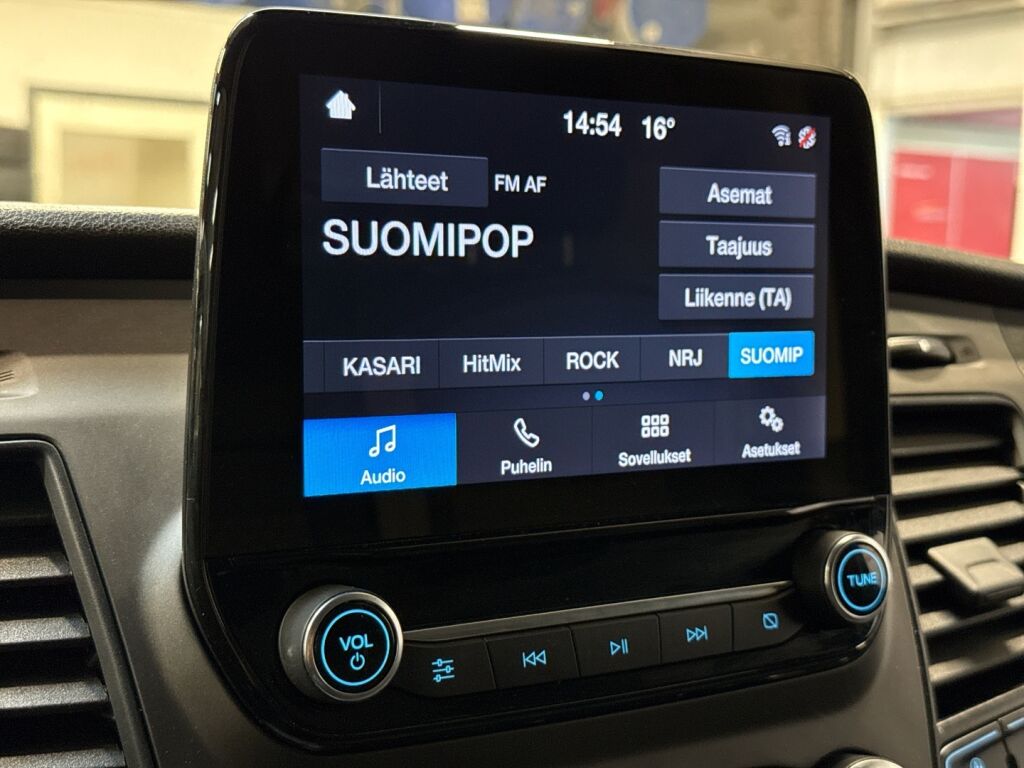 14:54 16°
Lähteet FM AF
SUOMIPOP
Asemat
Taajuus
Liikenne (TA)
KASARI HitMix ROCK NRJ SUOMIP
Audio Puhelin Sovellukset Asetukset
VOL
TUNE